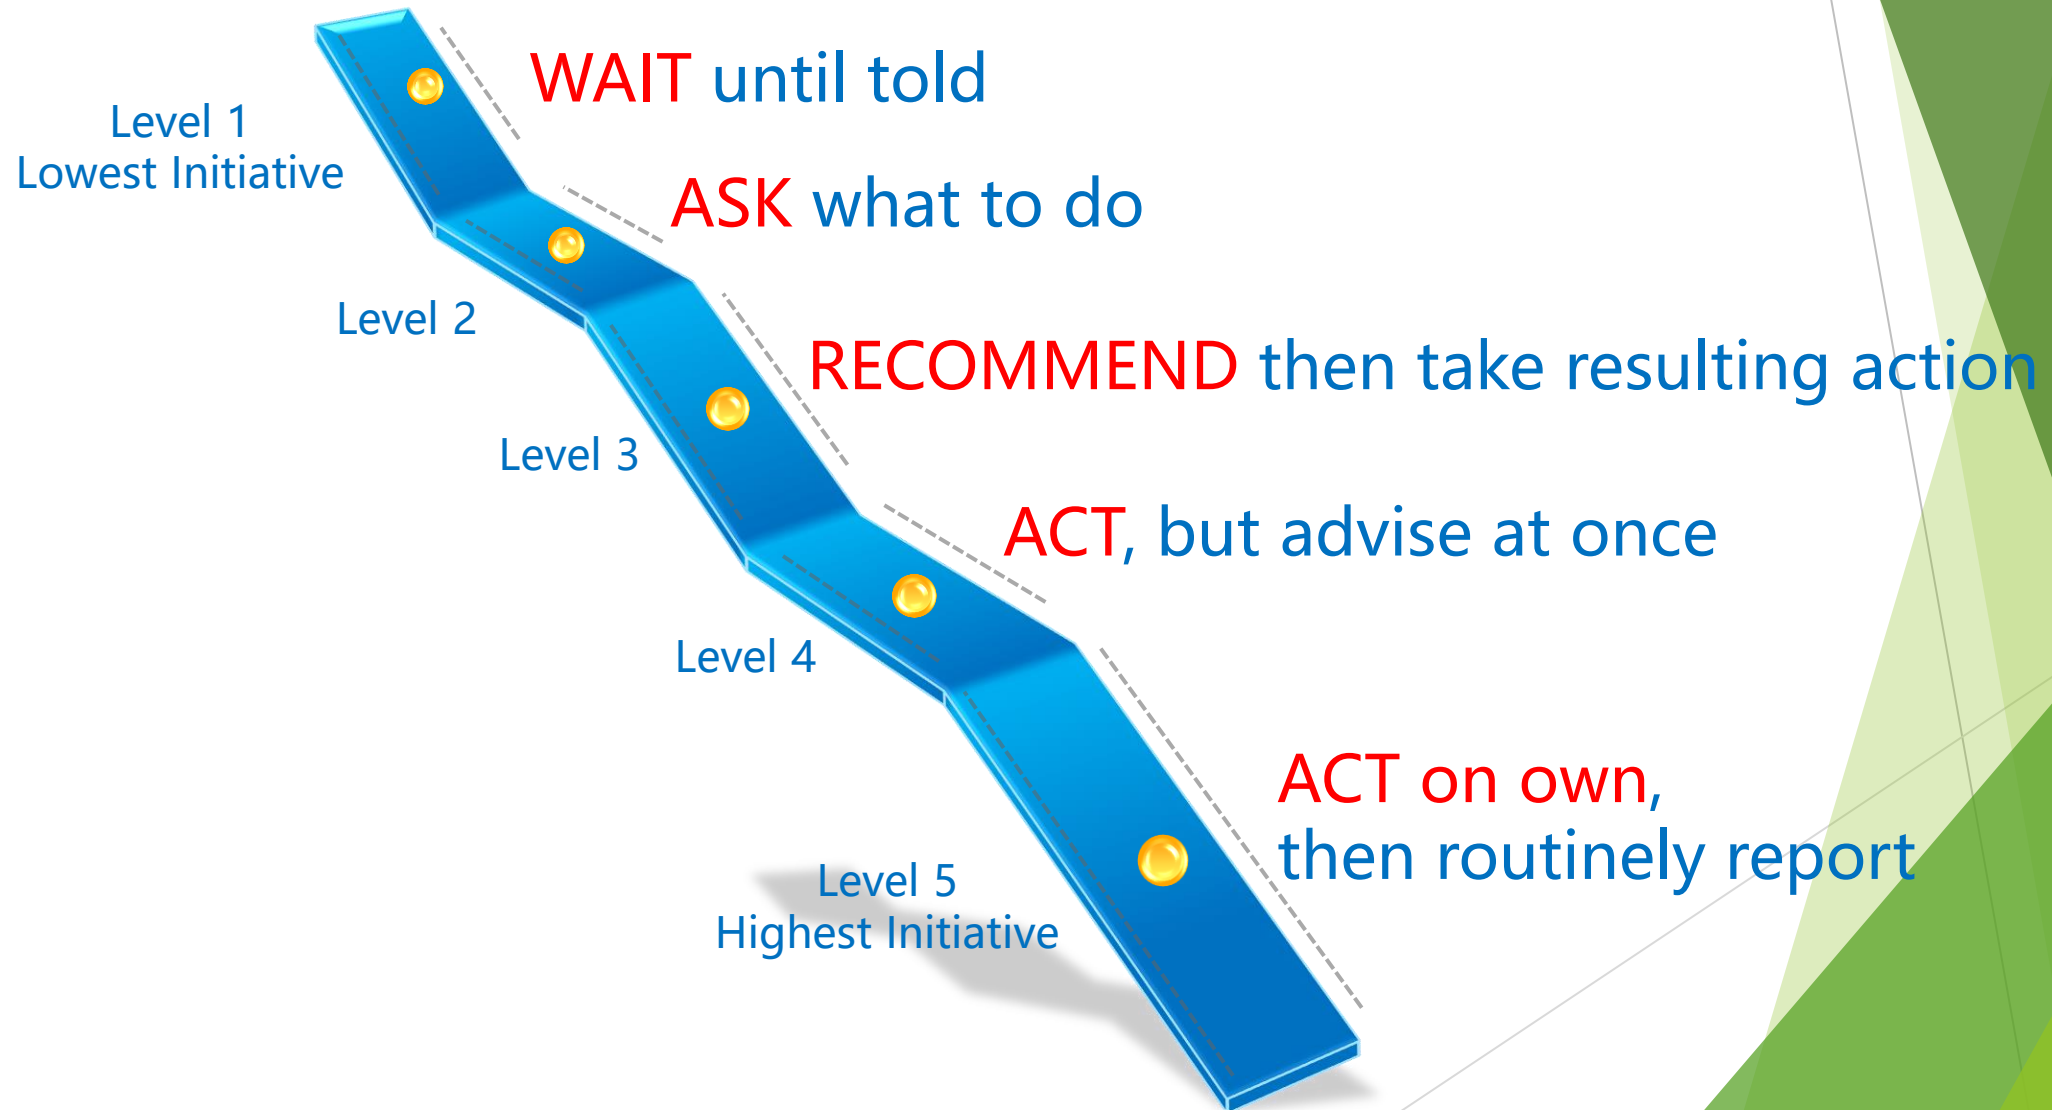 WAIT until told
Level 1
Lowest Initiative
ASK what to do
Level 2
RECOMMEND then take resulting action
Level 3
ACT, but advise at once
Level 4
ACT on own,
then routinely report
Level 5
Highest Initiative